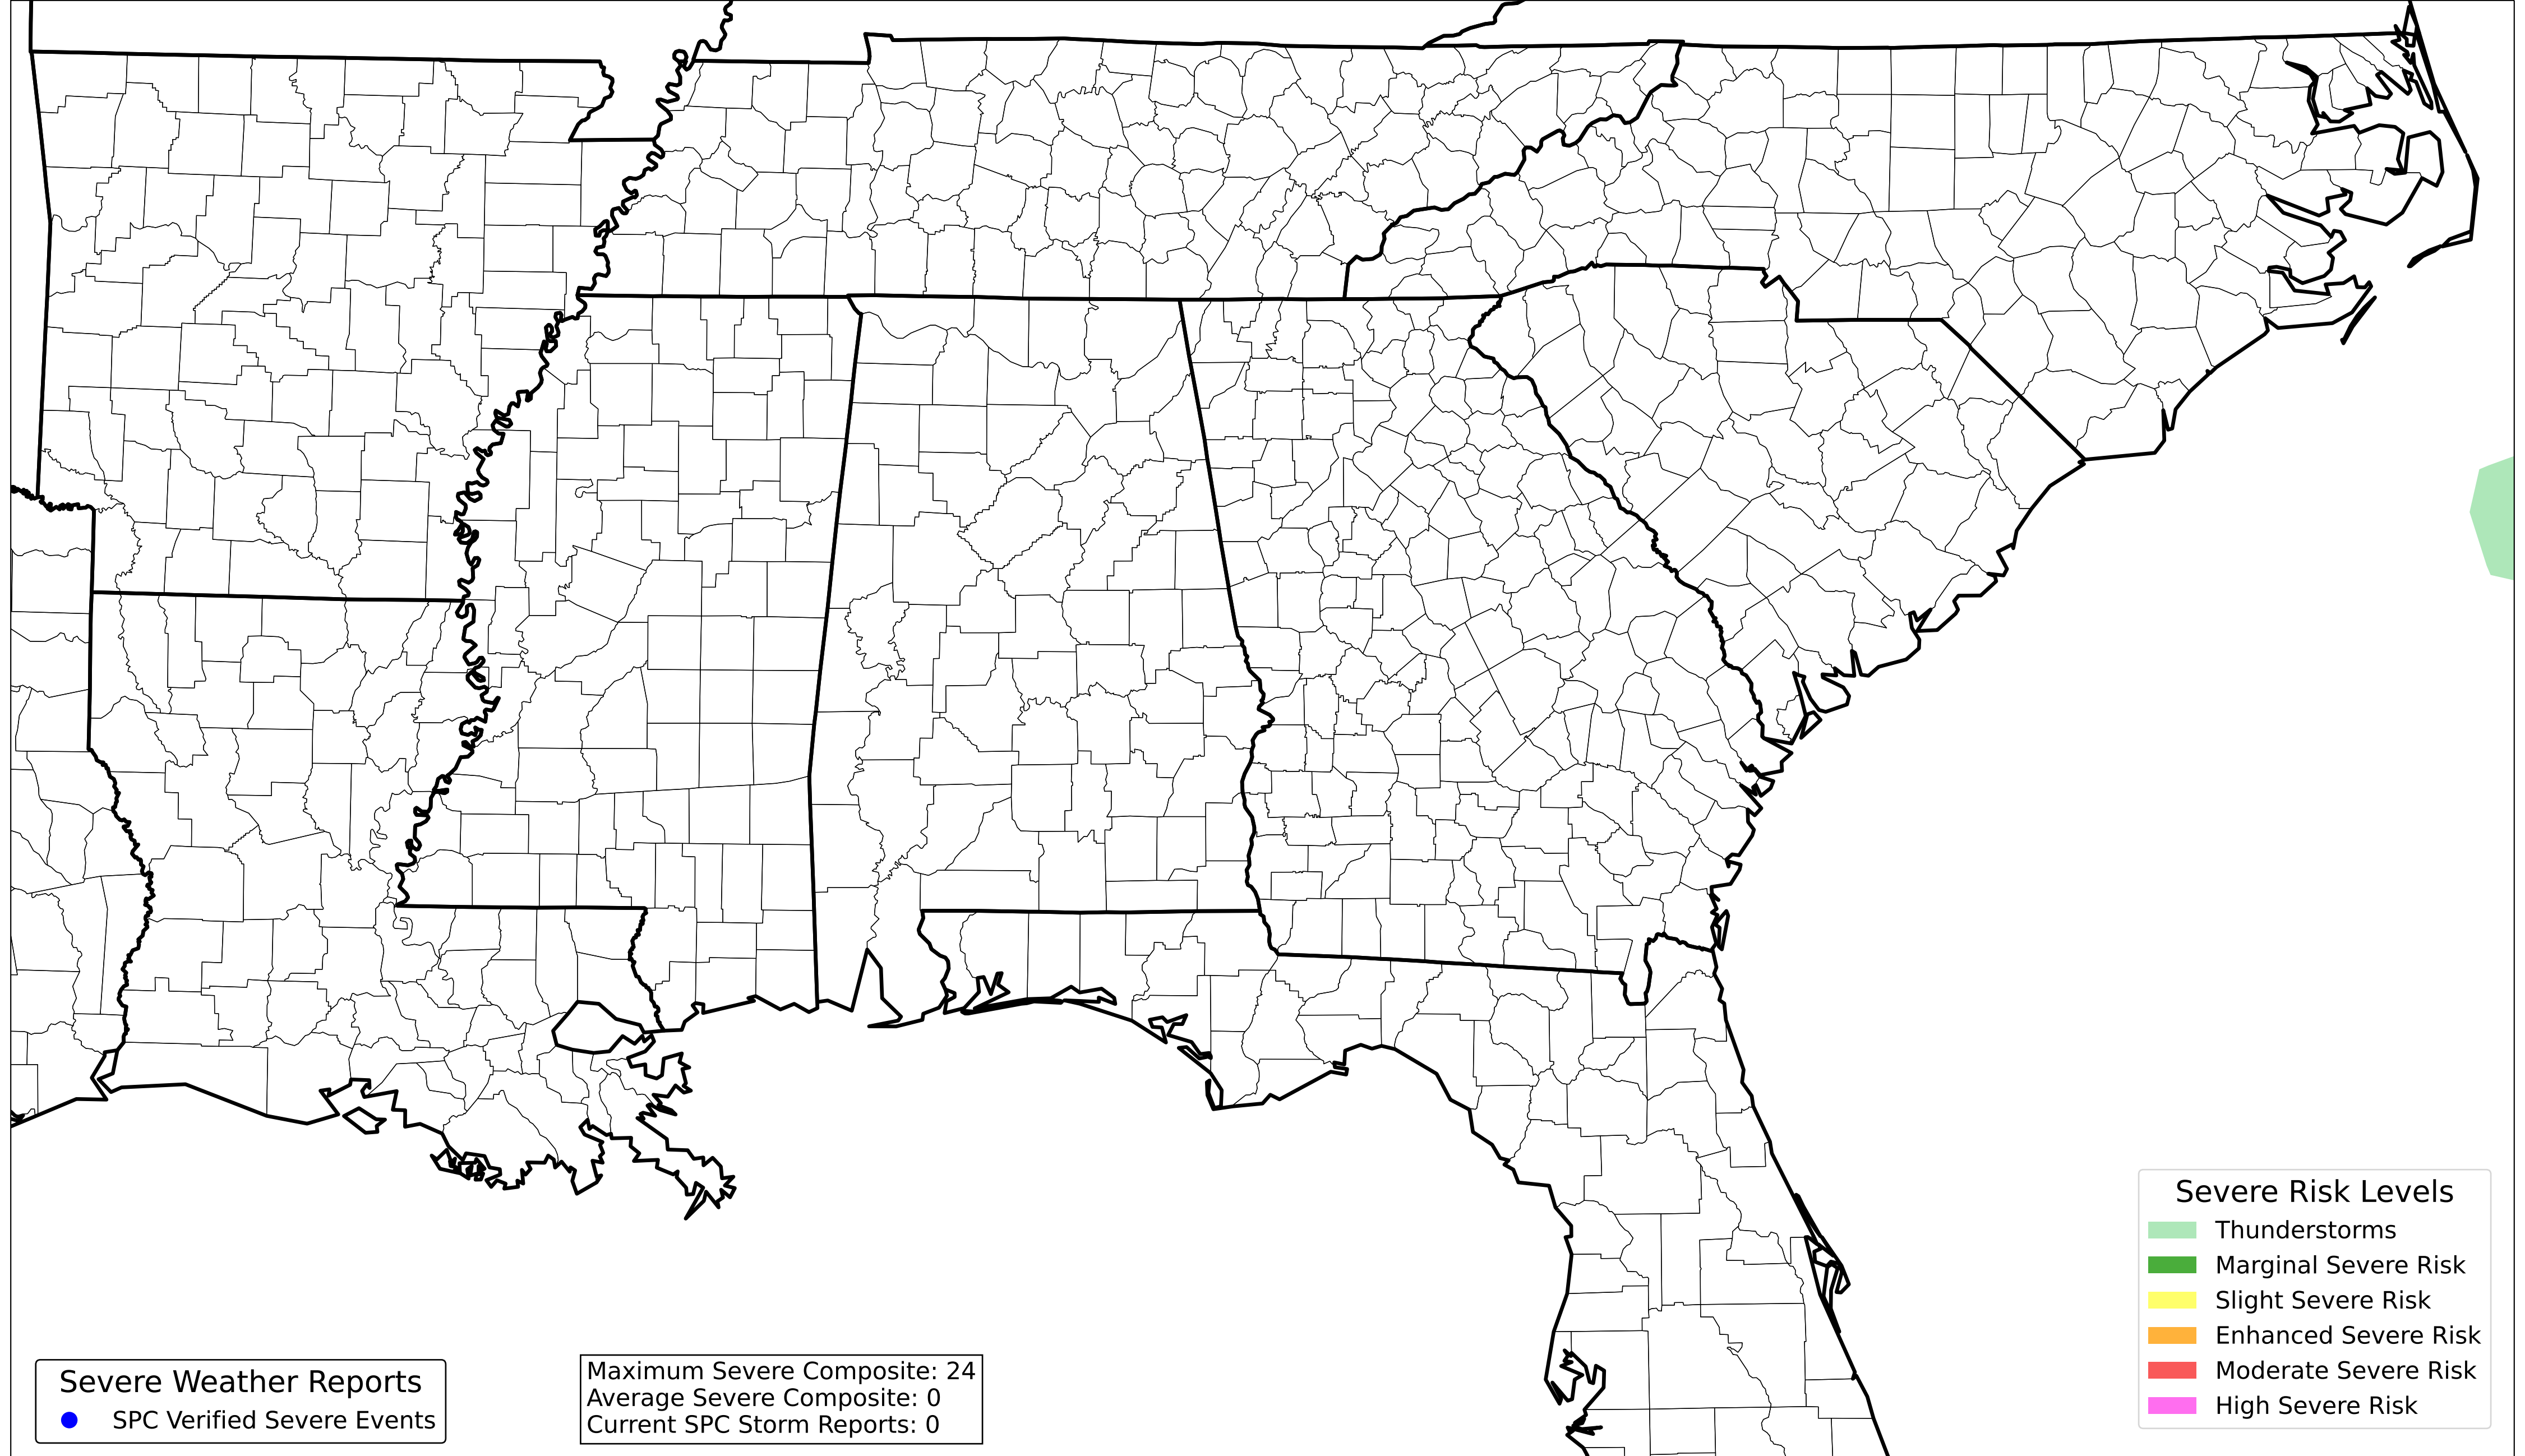 Severe Risk Levels
Thunderstorms
Marginal Severe Risk
Slight Severe Risk
Enhanced Severe Risk
Moderate Severe Risk
High Severe Risk
Severe Weather Reports
SPC Verified Severe Events
Maximum Severe Composite: 24
Average Severe Composite: 0
Current SPC Storm Reports: 0